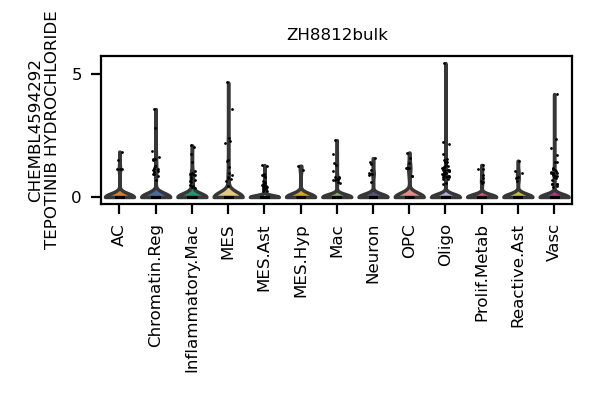 ZH8812bulk
CHEMBL4594292
TEPOTINIB HYDROCHLORIDE
5
0
AC
Chromatin.Reg
Inflammatory.Mac
MES
MES.Ast
MES.Hyp
Mac
Neuron
OPC
Oligo
Prolif.Metab
Reactive.Ast
Vasc